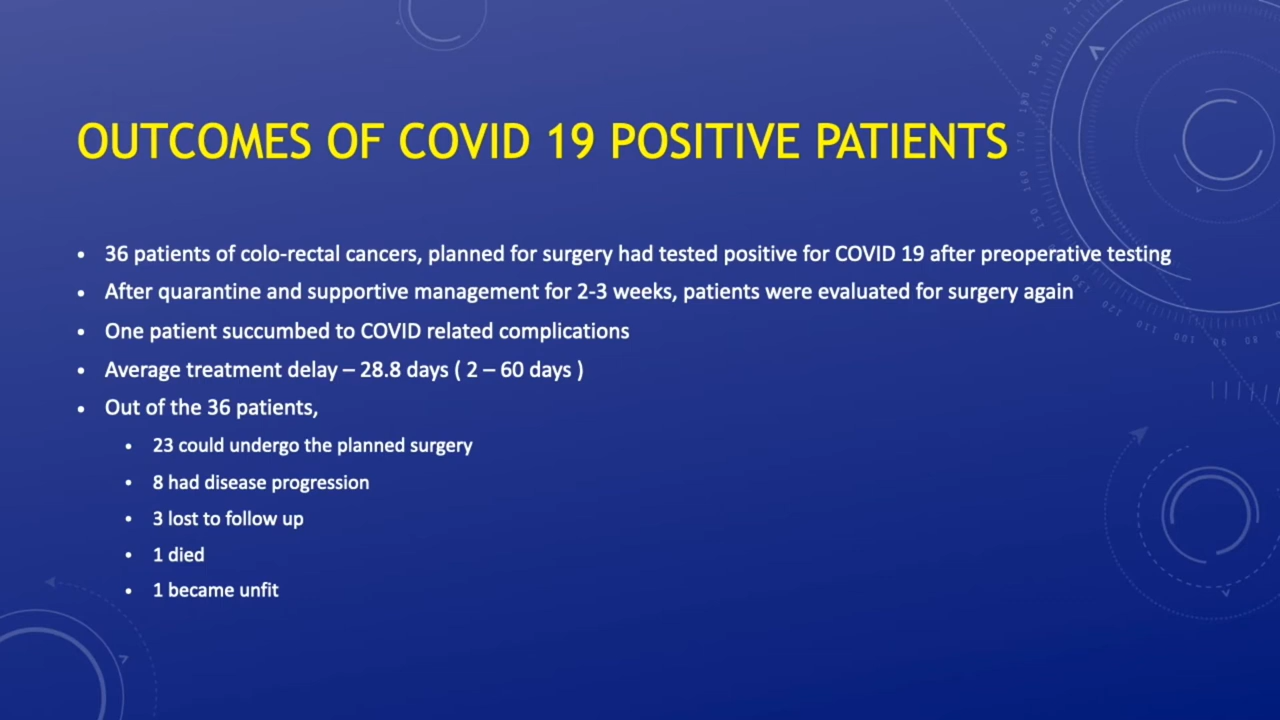 OUTCOMES OF COVID 19 POSITIVE PATIENTS
• 36 patients of colo-rectal cancers, planned for surgery had tested positive for COVID 19 after preoperative testing
• After quarantine and supportive management for 2-3 weeks, patients were evaluated for surgery again
• One patient succumbed to COVID related complications
• Average treatment delay – 28.8 days ( 2 – 60 days )
• Out of the 36 patients,
• 23 could undergo the planned surgery
• 8 had disease progression
• 3 lost to follow up
• 1 died
• 1 became unfit